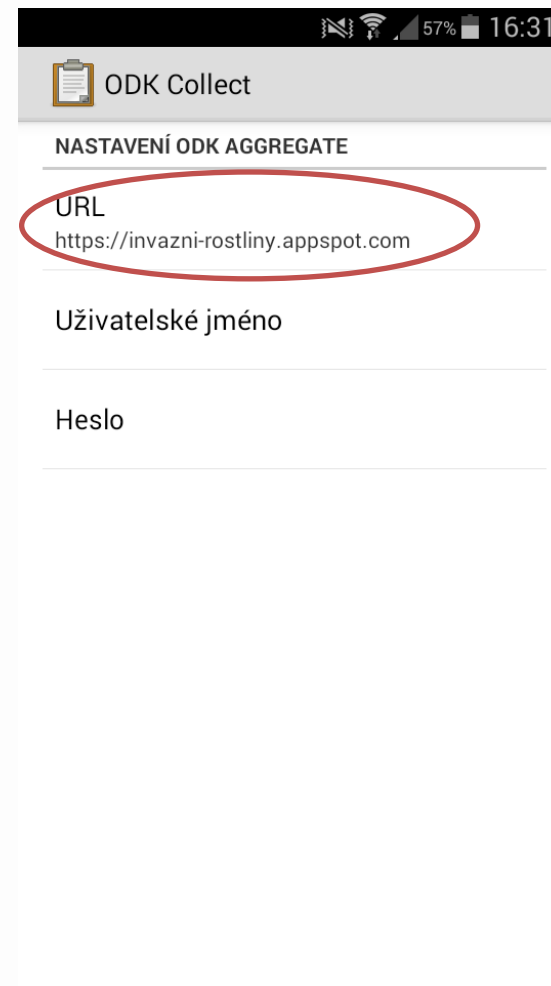 57% 16:31
ODK Collect
NASTAVENÍ ODK AGGREGATE
URL
https://invazni-rostliny.appspot.com
Uživatelské jméno
Heslo